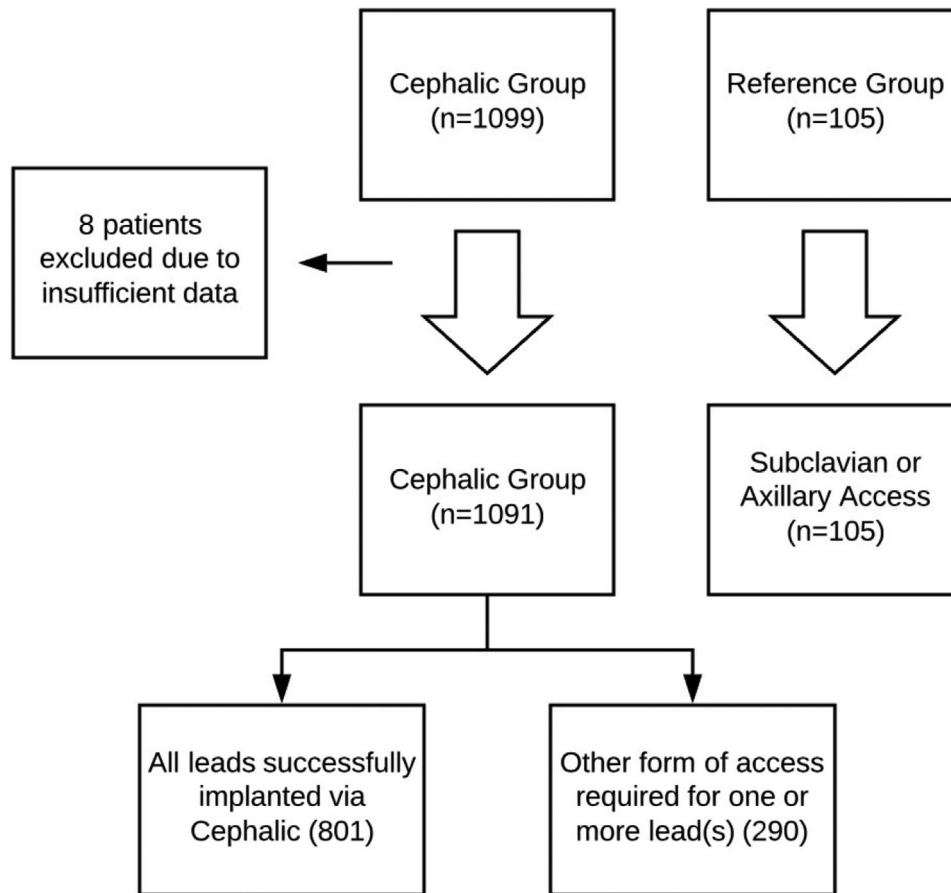 Cephalic Group
(n=1099)
Reference Group
(n=105)
8 patients
excluded due to
insufficient data
Cephalic Group
(n=1091)
Subclavian or
Axillary Access
(n=105)
All leads successfully
implanted via
Cephalic (801)
Other form of access
required for one or
more lead(s) (290)